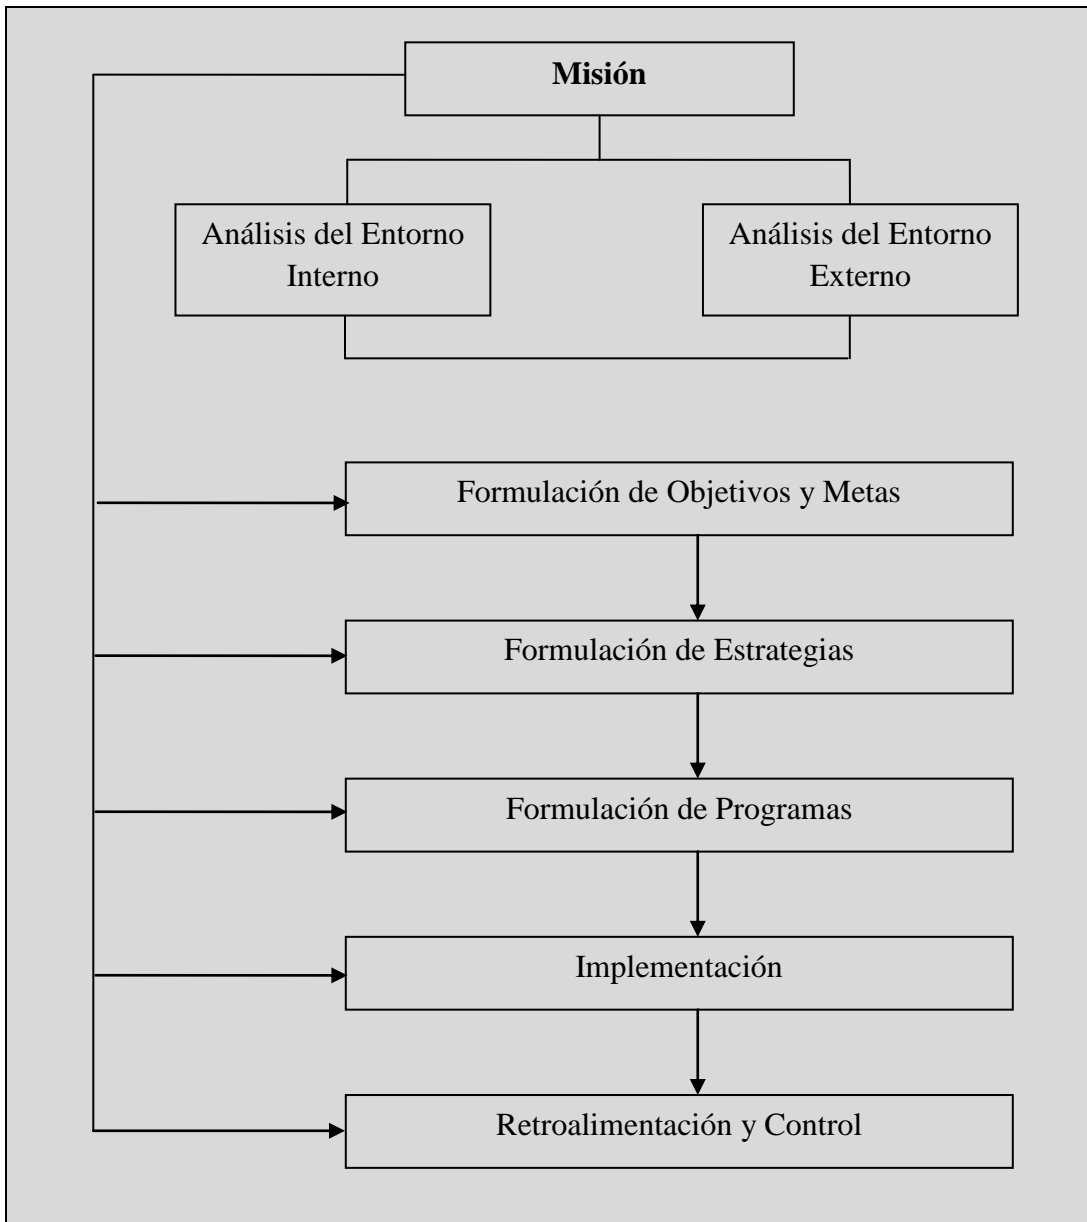 Misión
Análisis del Entorno
Interno
Análisis del Entorno
Externo
Formulación de Objetivos y Metas
Formulación de Estrategias
Formulación de Programas
Implementación
Retroalimentación y Control